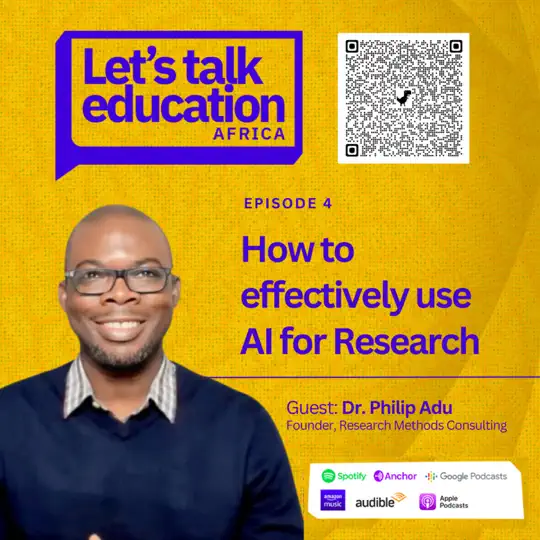 Let's talk
education
AFRICA
EPISODE 4
How to
effectively use
AI for Research
Guest: Dr. Philip Adu
Founder, Research Methods Consulting
Spotify Anchor Google Podcasts
amazon music audible Apple Podcasts